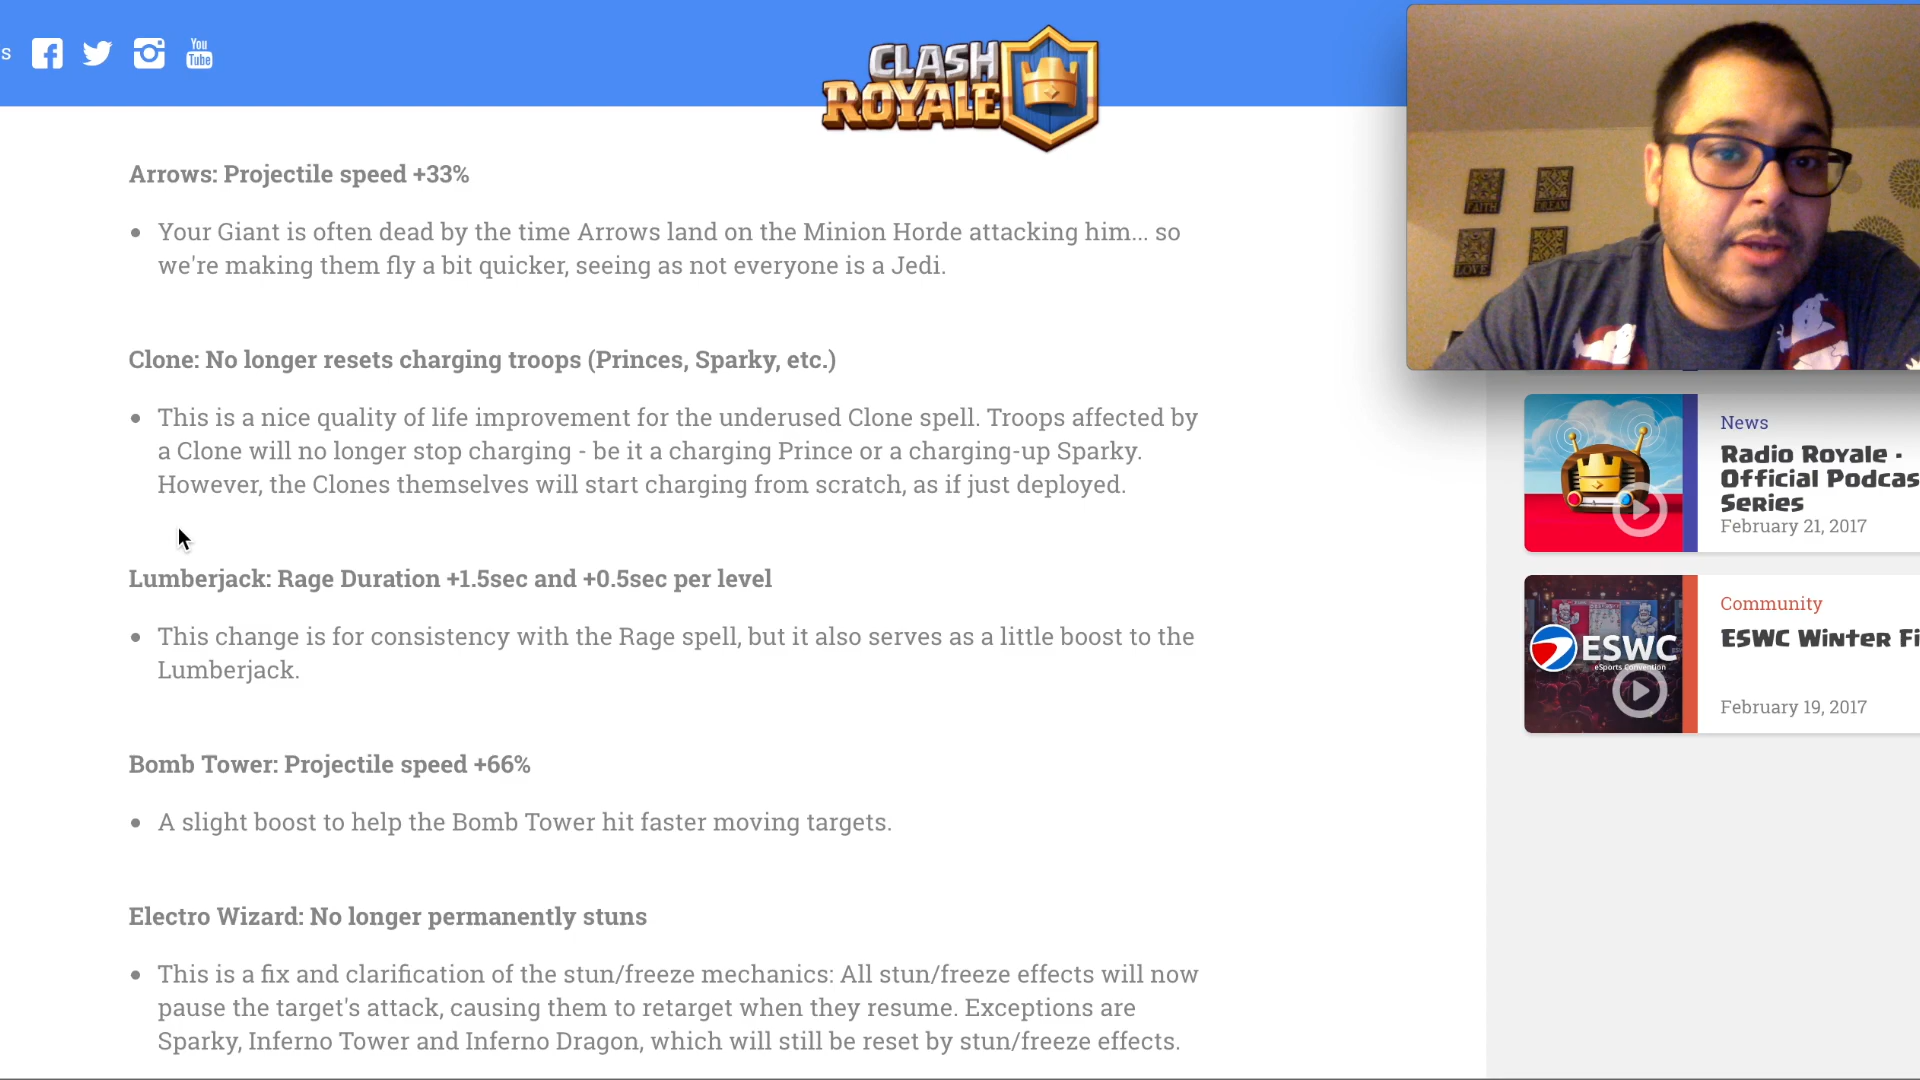 s
You
Tube
CLASH
ROYALE
Arrows: Projectile speed +33%
• Your Giant is often dead by the time Arrows land on the Minion Horde attacking him... so
we're making them fly a bit quicker, seeing as not everyone is a Jedi.
Clone: No longer resets charging troops (Princes, Sparky, etc.)
• This is a nice quality of life improvement for the underused Clone spell. Troops affected by
a Clone will no longer stop charging - be it a charging Prince or a charging-up Sparky.
However, the Clones themselves will start charging from scratch, as if just deployed.
Lumberjack: Rage Duration +1.5sec and +0.5sec per level
• This change is for consistency with the Rage spell, but it also serves as a little boost to the
Lumberjack.
Bomb Tower: Projectile speed +66%
• A slight boost to help the Bomb Tower hit faster moving targets.
Electro Wizard: No longer permanently stuns
• This is a fix and clarification of the stun/freeze mechanics: All stun/freeze effects will now
pause the target's attack, causing them to retarget when they resume. Exceptions are
Sparky, Inferno Tower and Inferno Dragon, which will still be reset by stun/freeze effects.
FAITH
DREAM
LOVE
News
Radio Royale -
Official Podcas
Series
February 21, 2017
ESWC
eSports Convention
Community
ESWC Winter Fi
February 19, 2017